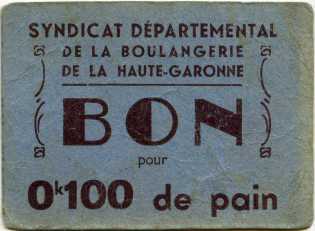 SYNDICAT DÉPARTEMENTAL
DE LA BOULANGERIE
DE LA HAUTE-GARONNE
BON
pour
0k100 de pain